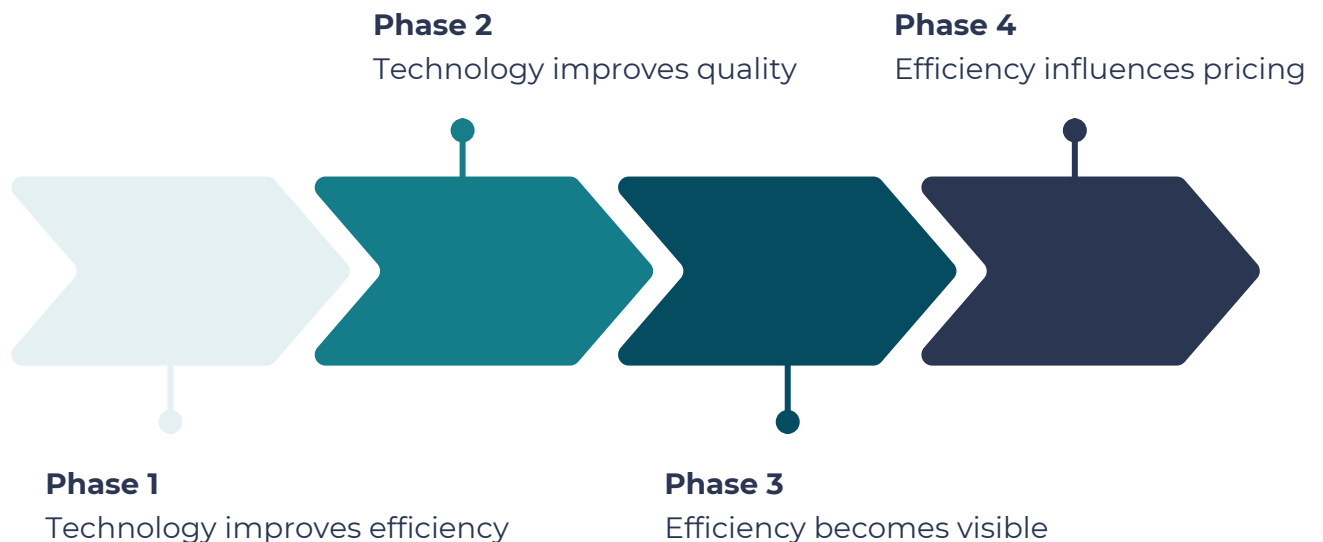 Phase 2
Technology improves quality
Phase 4
Efficiency influences pricing
Phase 1
Technology improves efficiency
Phase 3
Efficiency becomes visible